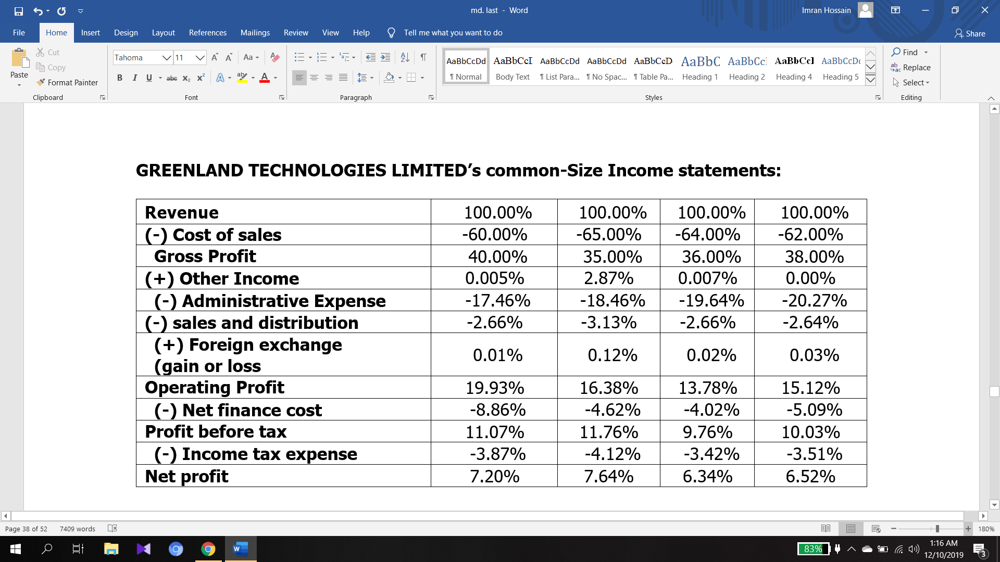 md. last - Word
Imran Hossain
File Home Insert Design Layout References Mailings Review View Help Tell me what you want to do
Share
Paste
Cut
Copy
Format Painter
Clipboard
Tahoma 11
Font
Paragraph
AaBbCcDd AaBbCcI AaBbCcDd AaBbCcDd AaBbCcD AaBbC AaBbCc AaBbCcI AaBbCcDc
¶ Normal Body Text ¶ List Para... ¶ No Spac... ¶ Table Pa... Heading 1 Heading 2 Heading 4 Heading 5
Styles
Find
Replace
Select
Editing
GREENLAND TECHNOLOGIES LIMITED’s common-Size Income statements:
Revenue 100.00% 100.00% 100.00% 100.00%
(-) Cost of sales -60.00% -65.00% -64.00% -62.00%
Gross Profit 40.00% 35.00% 36.00% 38.00%
(+) Other Income 0.005% 2.87% 0.007% 0.00%
(-) Administrative Expense -17.46% -18.46% -19.64% -20.27%
(-) sales and distribution -2.66% -3.13% -2.66% -2.64%
(+) Foreign exchange
(gain or loss 0.01% 0.12% 0.02% 0.03%
Operating Profit 19.93% 16.38% 13.78% 15.12%
(-) Net finance cost -8.86% -4.62% -4.02% -5.09%
Profit before tax 11.07% 11.76% 9.76% 10.03%
(-) Income tax expense -3.87% -4.12% -3.42% -3.51%
Net profit 7.20% 7.64% 6.34% 6.52%
Page 38 of 52 7409 words
180%
83%
1:16 AM
12/10/2019
3